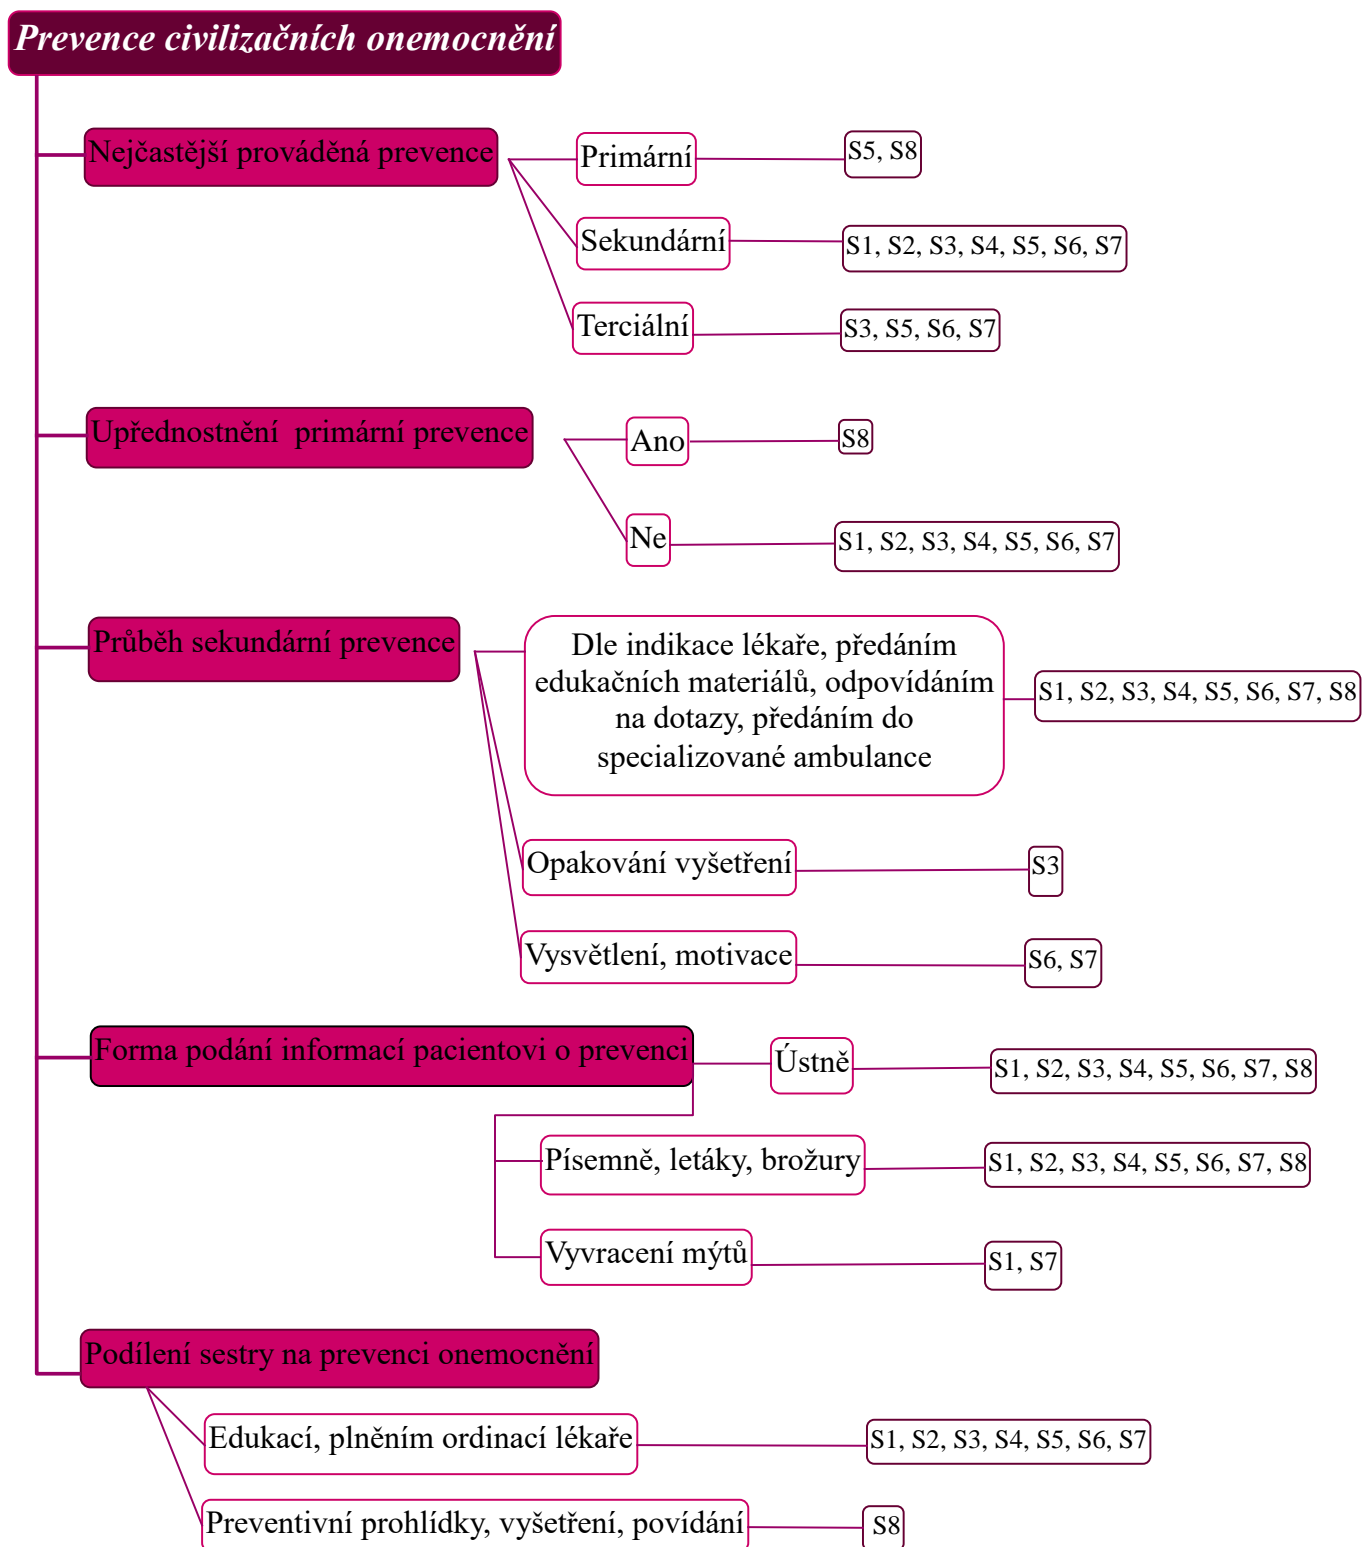 Prevence civilizačních onemocnění
Nejčastější prováděná prevence
Primární
S5, S8
Sekundární
S1, S2, S3, S4, S5, S6, S7
Terciální
S3, S5, S6, S7
Upřednostnění  primární prevence
Ano
S8
Ne
S1, S2, S3, S4, S5, S6, S7
Průběh sekundární prevence
Dle indikace lékaře, předáním
edukačních materiálů, odpovídáním
na dotazy, předáním do
specializované ambulance
S1, S2, S3, S4, S5, S6, S7, S8
Opakování vyšetření
S3
Vysvětlení, motivace
S6, S7
Forma podání informací pacientovi o prevenci
Ústně
S1, S2, S3, S4, S5, S6, S7, S8
Písemně, letáky, brožury
S1, S2, S3, S4, S5, S6, S7, S8
Vyvracení mýtů
S1, S7
Podílení sestry na prevenci onemocnění
Edukací, plněním ordinací lékaře
S1, S2, S3, S4, S5, S6, S7
Preventivní prohlídky, vyšetření, povídání
S8